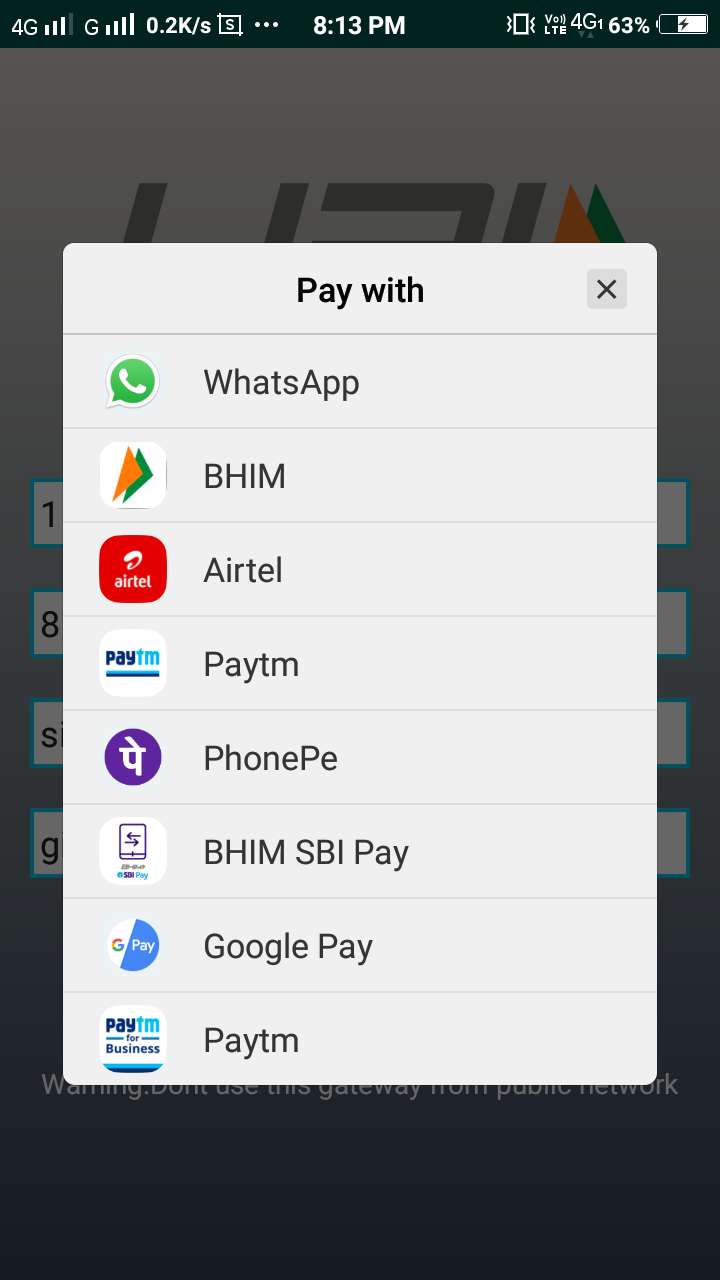 4G G 0.2K/s S ... 8:13 PM Vo)) LTE 4G1 63%
Pay with
WhatsApp
BHIM
1
airtel Airtel
8
paytm Paytm
si
पे PhonePe
gi
BHIM SBI Pay BHIM SBI Pay
G Pay Google Pay
paytm for Business Paytm
Warning:Dont use this gateway from public network